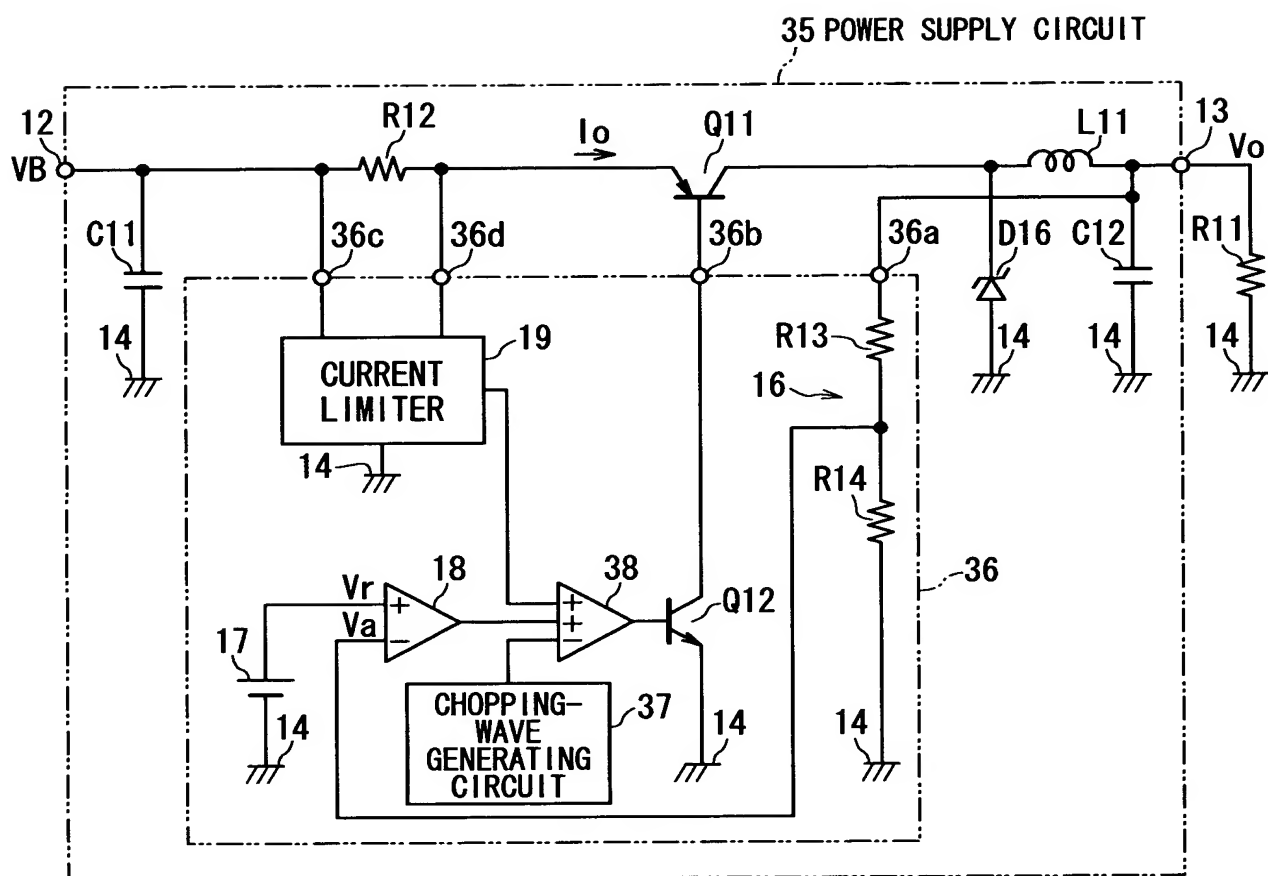 35 POWER SUPPLY CIRCUIT
12
VB
R12
Io
Q11
L11
13
Vo
C11
36c
36d
36b
36a
D16
C12
R11
14
19
CURRENT
LIMITER
14
R13
16
14
14
14
R14
Vr
Va
18
+
−
38
+
+
−
Q12
36
17
14
CHOPPING-
WAVE
GENERATING
CIRCUIT
37
14
14